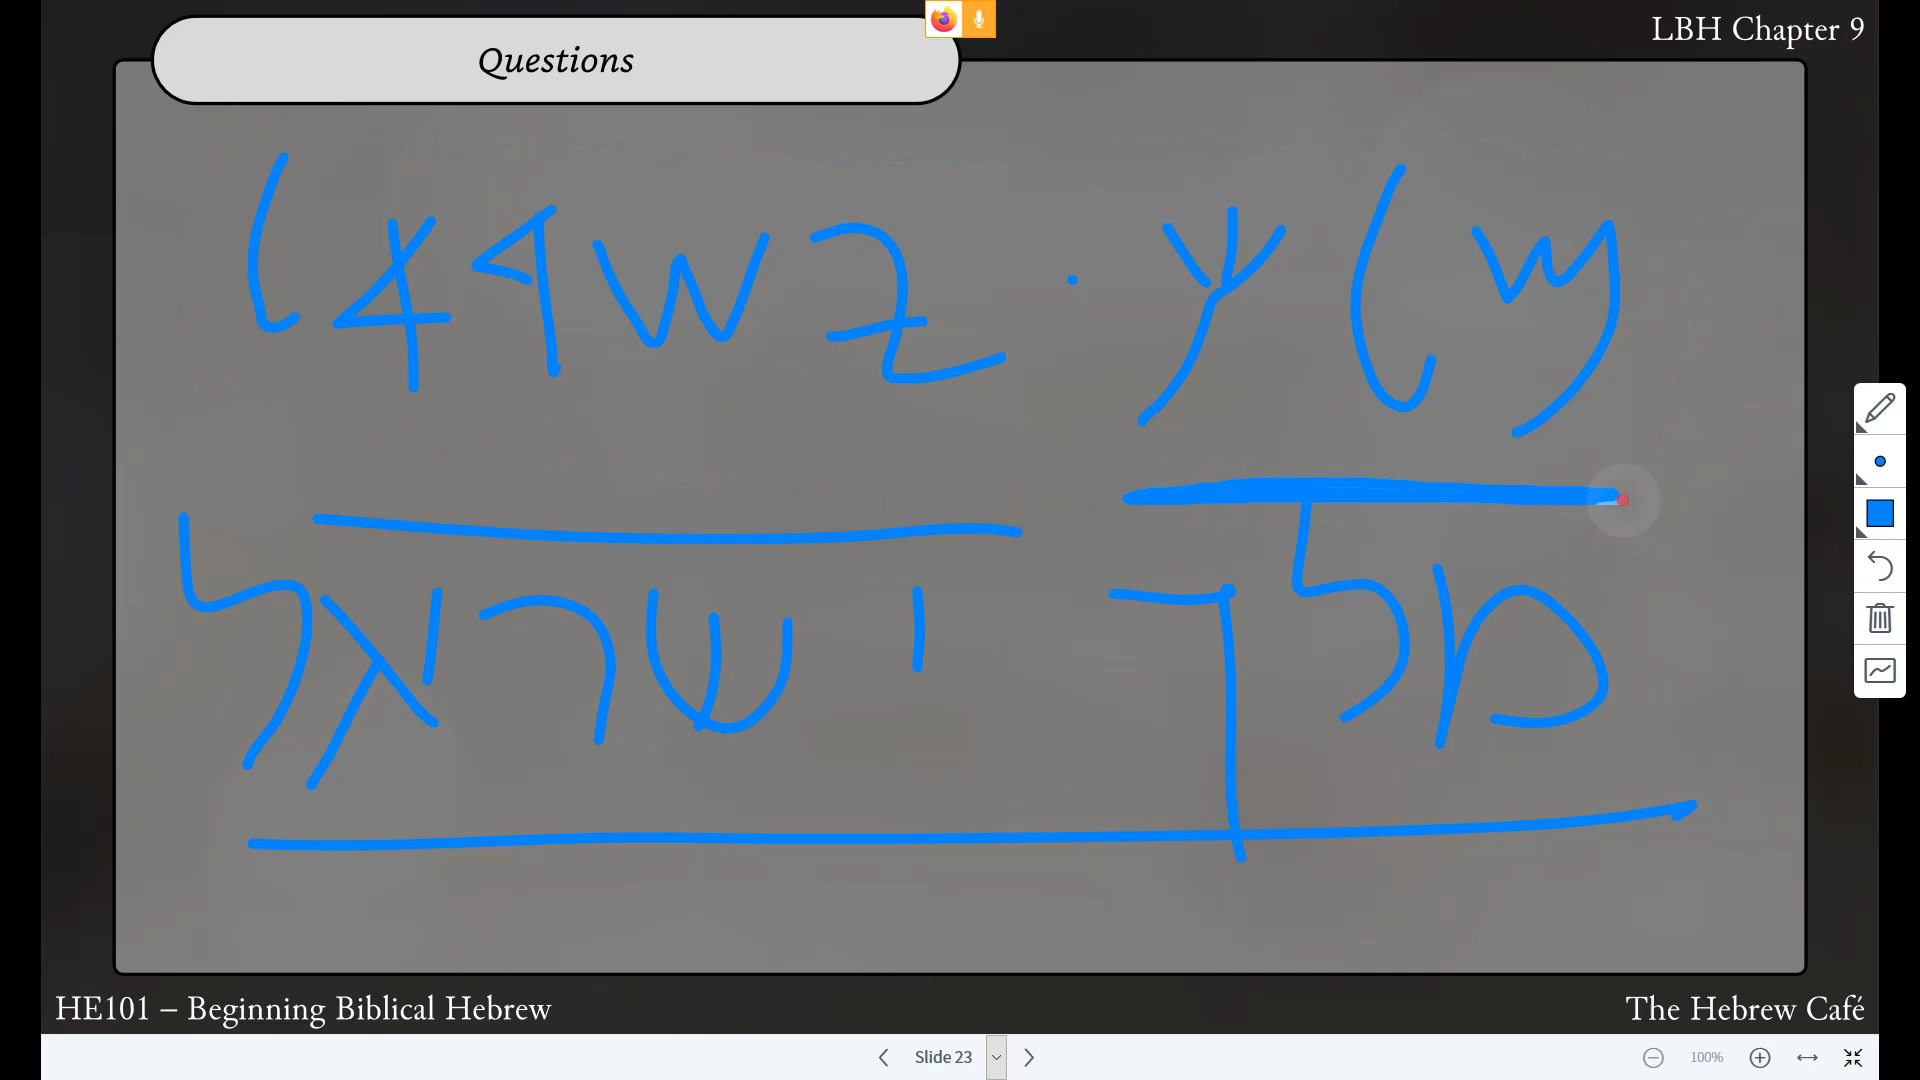 LBH Chapter 9
Questions
𐤌𐤋𐤊 · 𐤉𐤔𐤓𐤀𐤋
מלך ישראל
HE101 – Beginning Biblical Hebrew
The Hebrew Café
Slide 23
100%